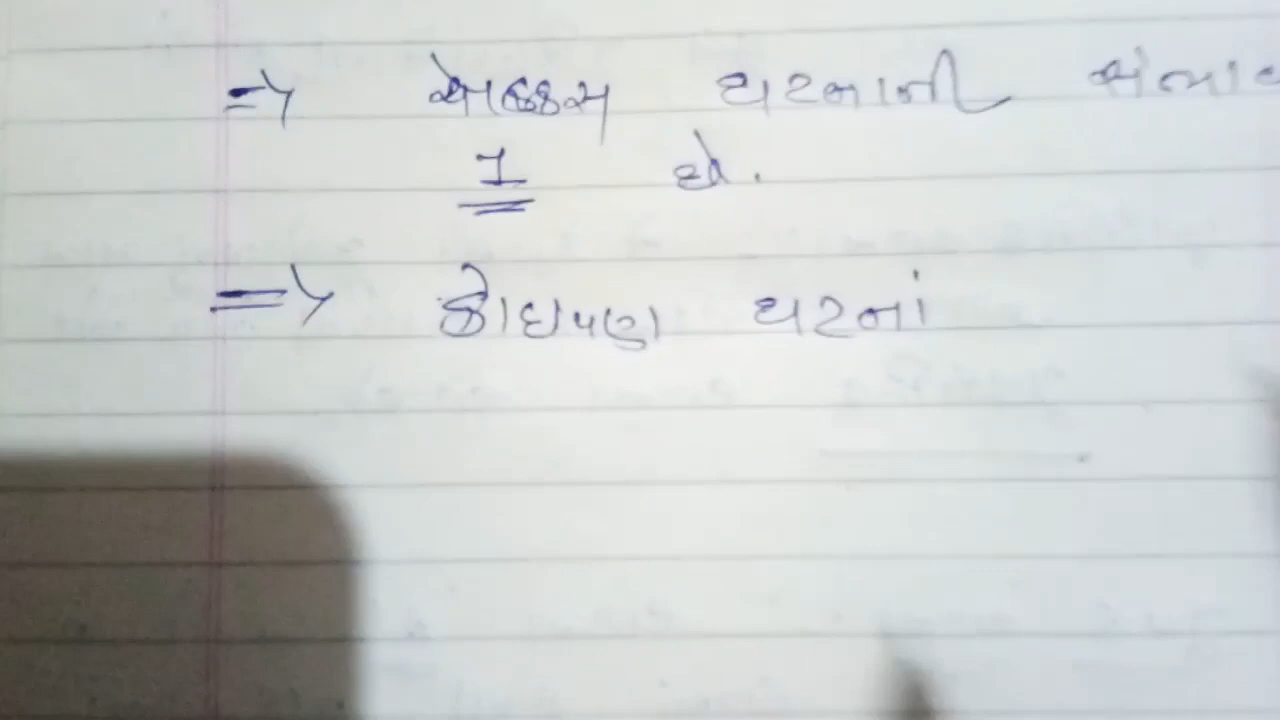 ⇒ ચોક્કસ ઘટનાની સંભાવ
1 છે.
⇒ કોઇપણ ઘટનાં